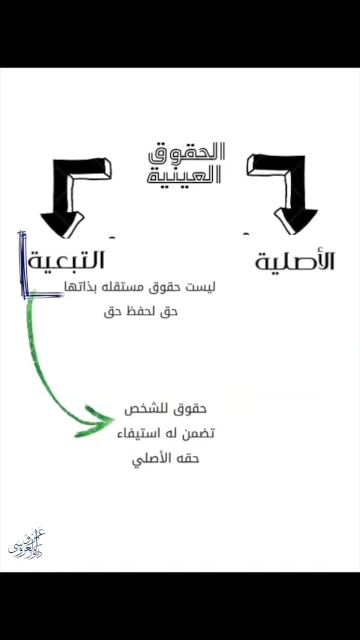 الحقوق
العينية
الأصلية
التبعية
ليست حقوق مستقله بذاتها
حق لحفظ حق
حقوق للشخص
تضمن له استيفاء
حقه الأصلي